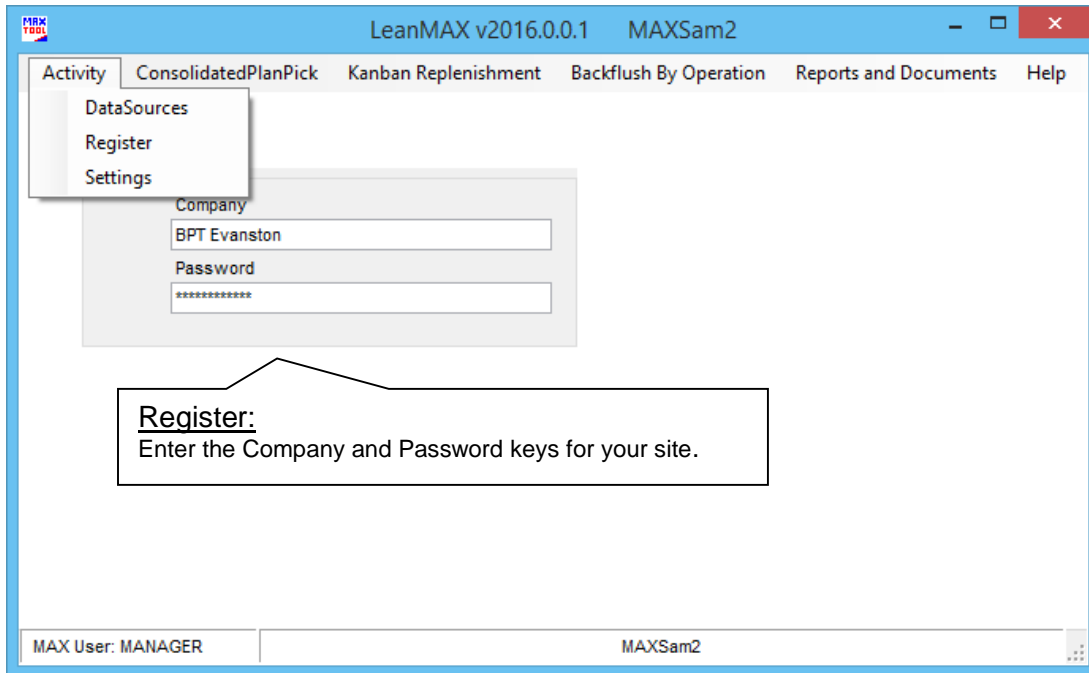 MAX
TOOL
LeanMAX v2016.0.0.1 MAXSam2
Activity ConsolidatedPlanPick Kanban Replenishment Backflush By Operation Reports and Documents Help
DataSources
Register
Settings
Company
BPT Evanston
Password
************
Register:
Enter the Company and Password keys for your site.
MAX User: MANAGER MAXSam2